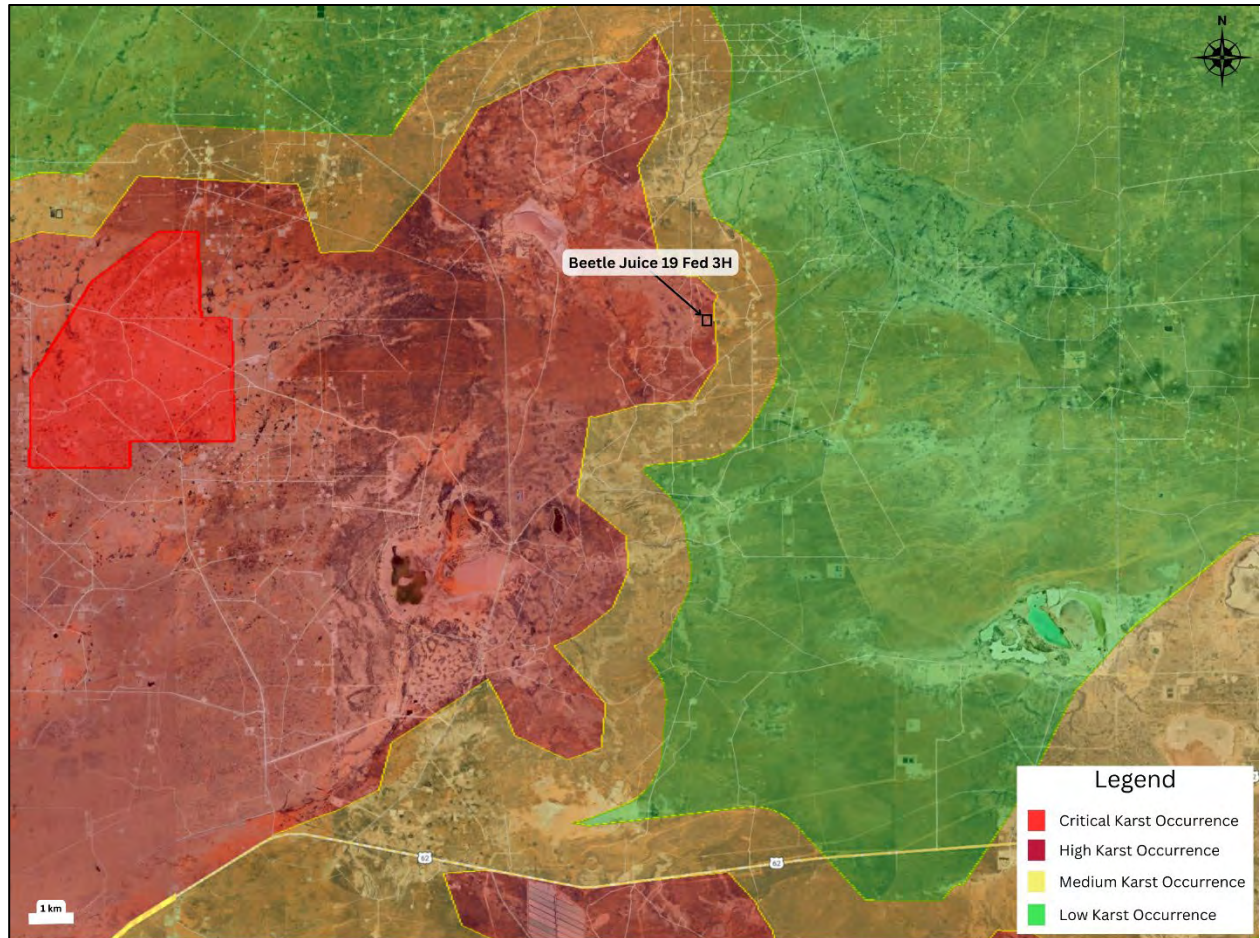 N
Beetle Juice 19 Fed 3H
62
62
Legend
Critical Karst Occurrence
High Karst Occurrence
Medium Karst Occurrence
Low Karst Occurrence
1 km